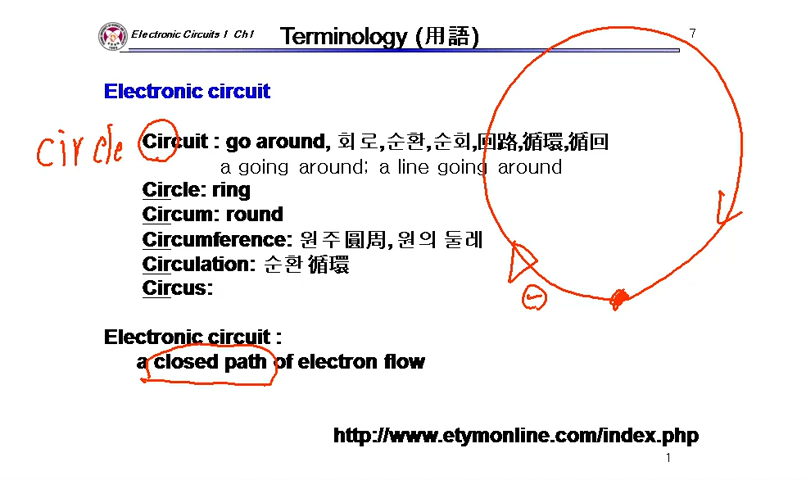 Electronic Circuits 1 Ch1
Terminology (用語)
7
Electronic circuit
circle
Circuit : go around, 회로,순환,순회,回路,循環,循回
a going around; a line going around
Circle: ring
Circum: round
Circumference: 원주 圓周, 원의 둘레
Circulation: 순환 循環
Circus:
Electronic circuit :
a closed path of electron flow
http://www.etymonline.com/index.php
1